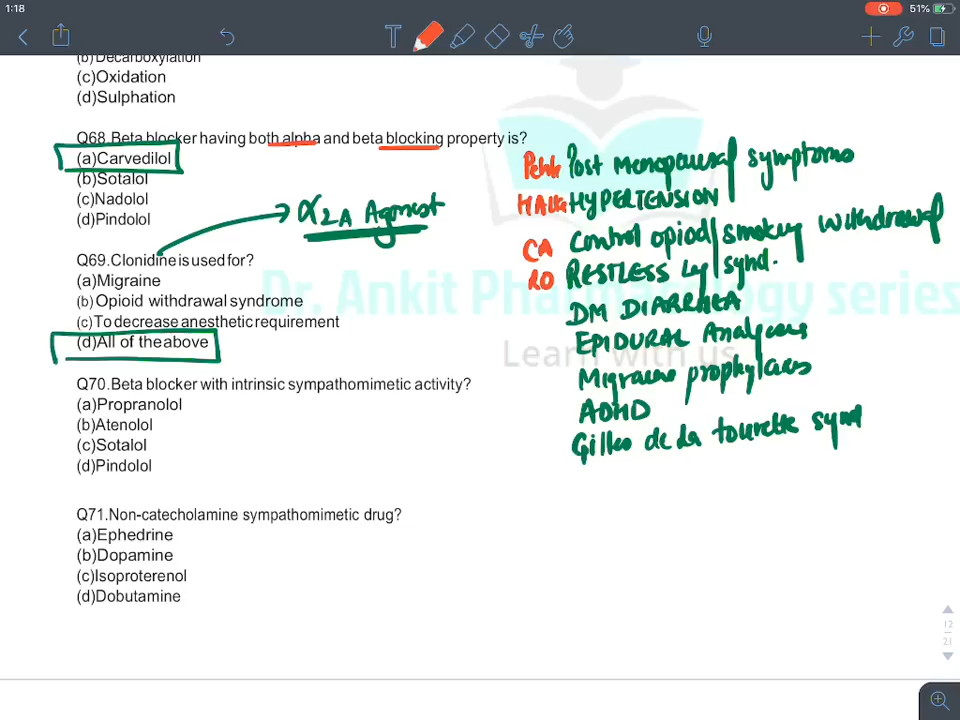 1:18
51%
T
(b)Decarboxylation
(c)Oxidation
(d)Sulphation
Q68.Beta blocker having both alpha and beta blocking property is?
(a)Carvedilol
(b)Sotalol
(c)Nadolol
(d)Pindolol
α2A Agonist
Q69.Clonidine is used for?
(a)Migraine
(b) Opioid withdrawal syndrome
(c)To decrease anesthetic requirement
(d)All of the above
Q70.Beta blocker with intrinsic sympathomimetic activity?
(a)Propranolol
(b)Atenolol
(c)Sotalol
(d)Pindolol
Q71.Non-catecholamine sympathomimetic drug?
(a)Ephedrine
(b)Dopamine
(c)Isoproterenol
(d)Dobutamine
Post Menopausal symptoms
HYPERTENSION
CA Control opiod/smoking withdrawal
RO RESTLESS Leg synd.
DM DIARRHEA
EPIDURAL Analgesics
Migraine prophylaxis
ADHD
Gilles de la tourette synd
Dr. Ankit Pharmacology series
Learn with us
12
21